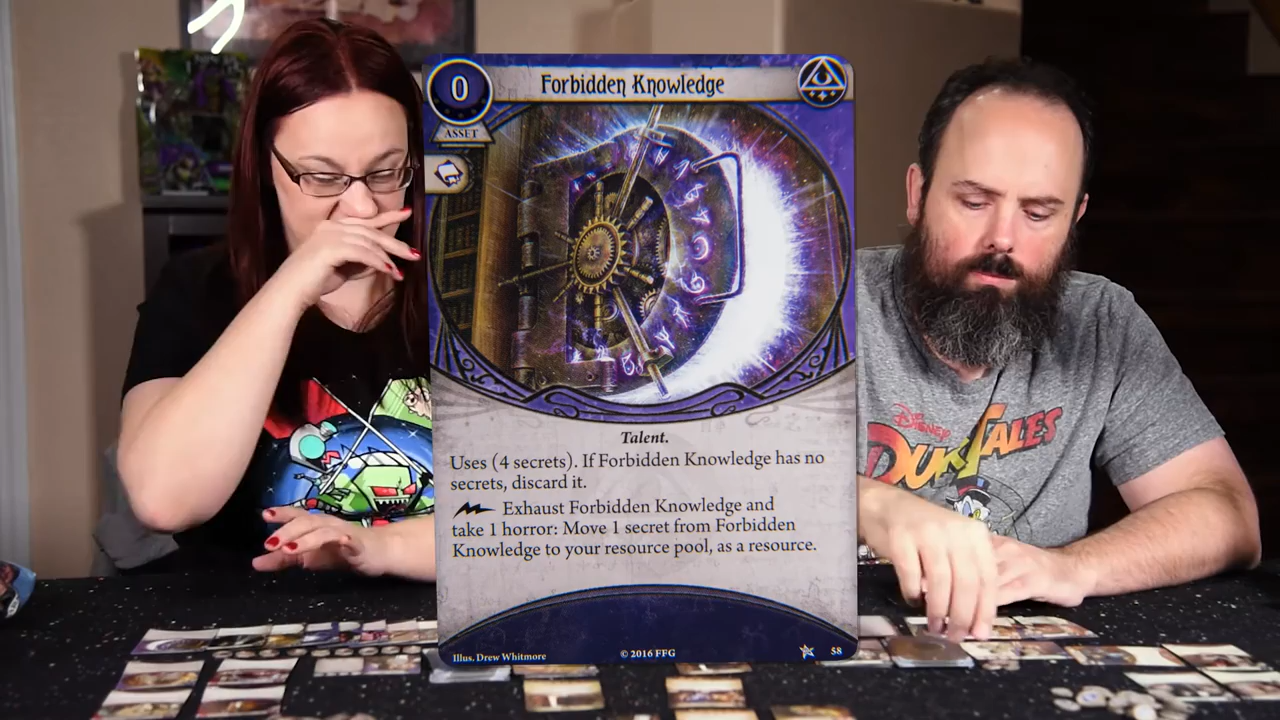 0
Forbidden Knowledge
ASSET
Talent.
Uses (4 secrets). If Forbidden Knowledge has no
secrets, discard it.
Exhaust Forbidden Knowledge and
take 1 horror: Move 1 secret from Forbidden
Knowledge to your resource pool, as a resource.
Illus. Drew Whitmore
© 2016 FFG
58
DISNEY
DUCKTALES